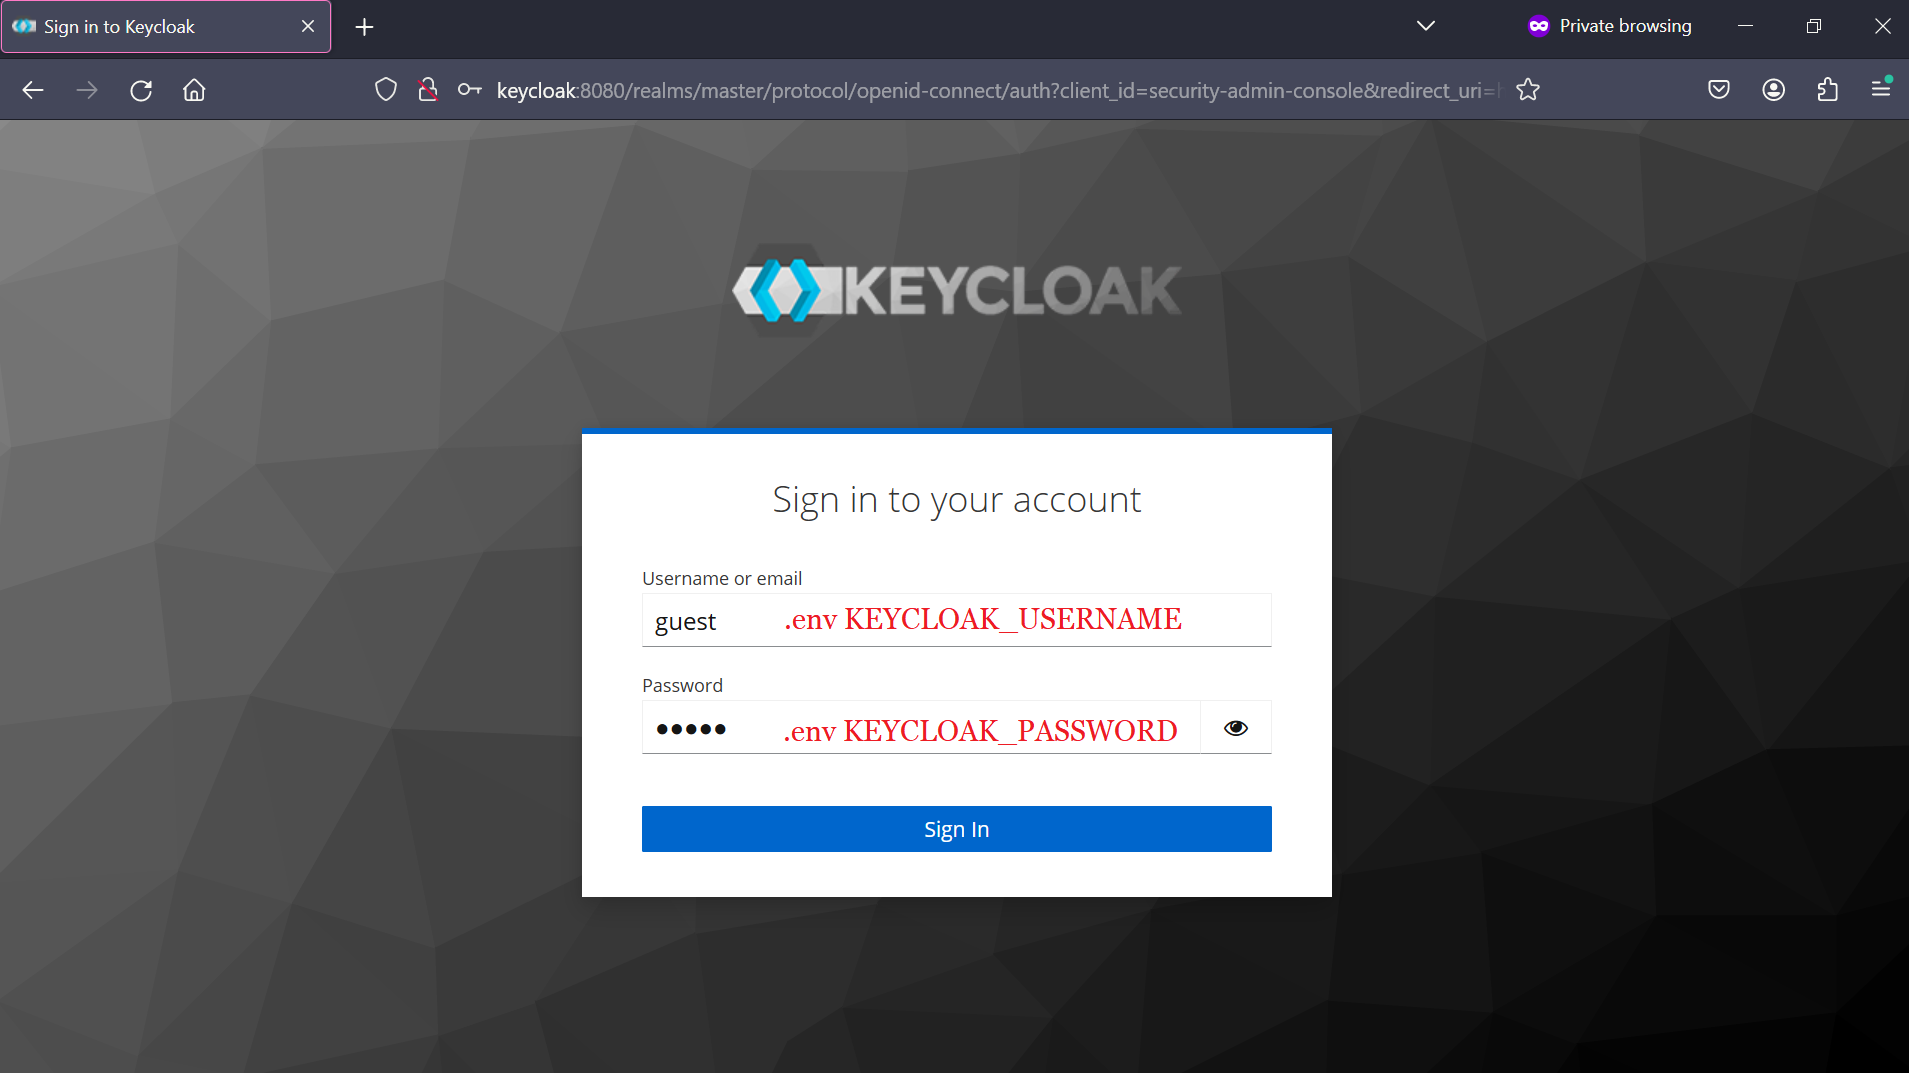 Sign in to Keycloak
Private browsing
keycloak:8080/realms/master/protocol/openid-connect/auth?client_id=security-admin-console&redirect_uri=h
KEYCLOAK
Sign in to your account
Username or email
guest .env KEYCLOAK_USERNAME
Password
●●●●● .env KEYCLOAK_PASSWORD
Sign In